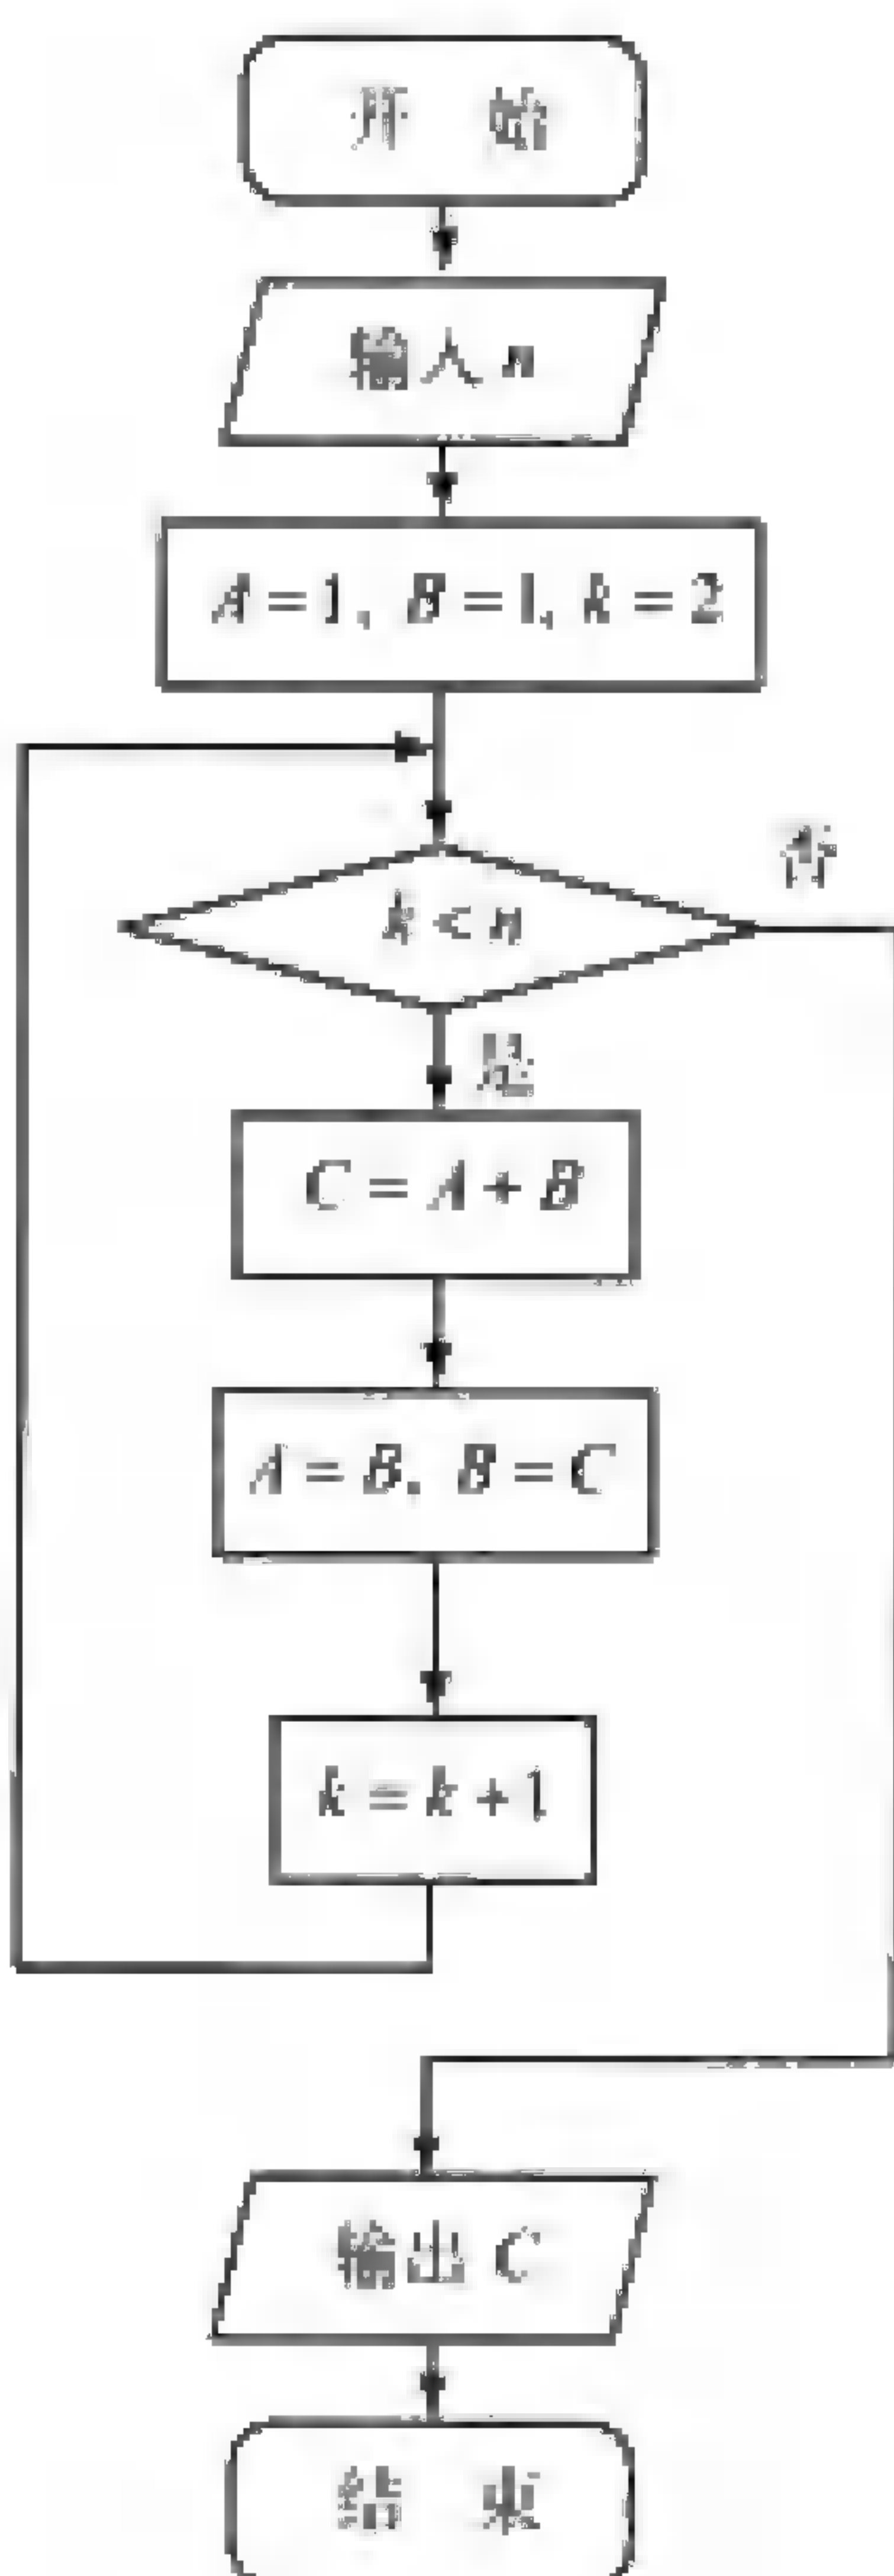 开 始
输入 n
A=1, B=1, k=2
k<n
否
是
C=A+B
A=B, B=C
k=k+1
输出 C
结 束